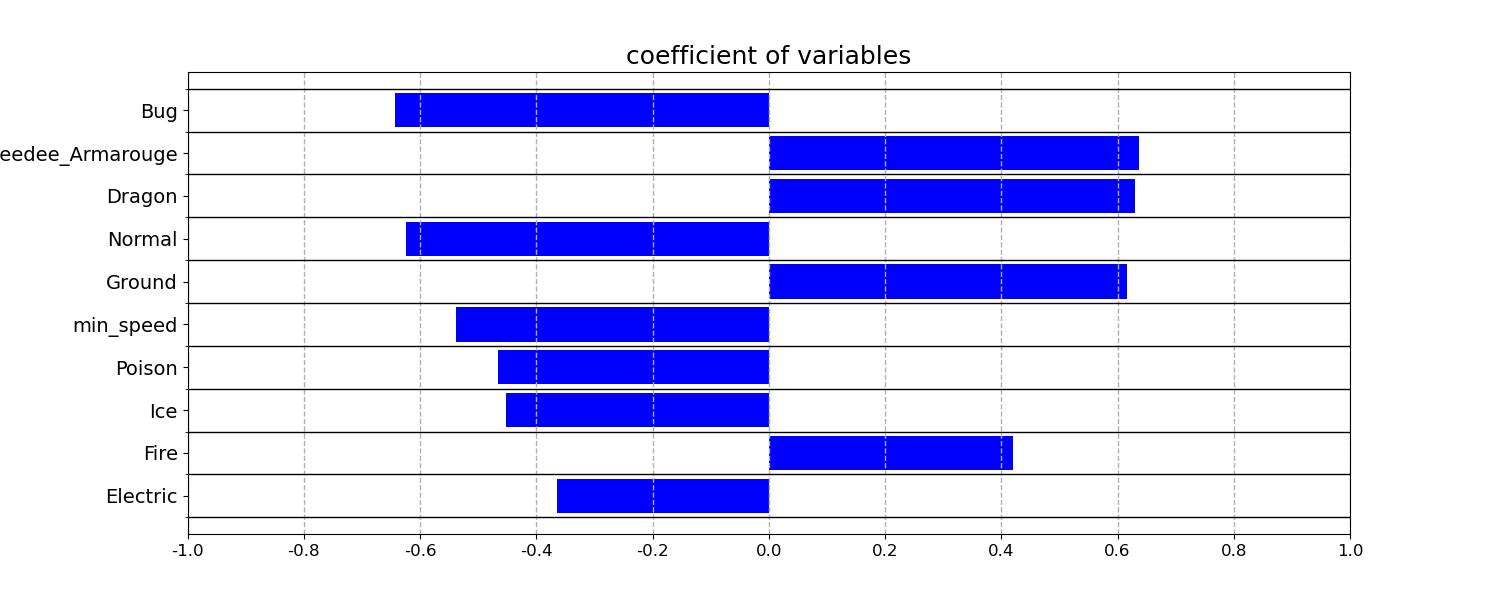 coefficient of variables
Bug
eedee_Armarouge
Dragon
Normal
Ground
min_speed
Poison
Ice
Fire
Electric
-1.0 -0.8 -0.6 -0.4 -0.2 0.0 0.2 0.4 0.6 0.8 1.0